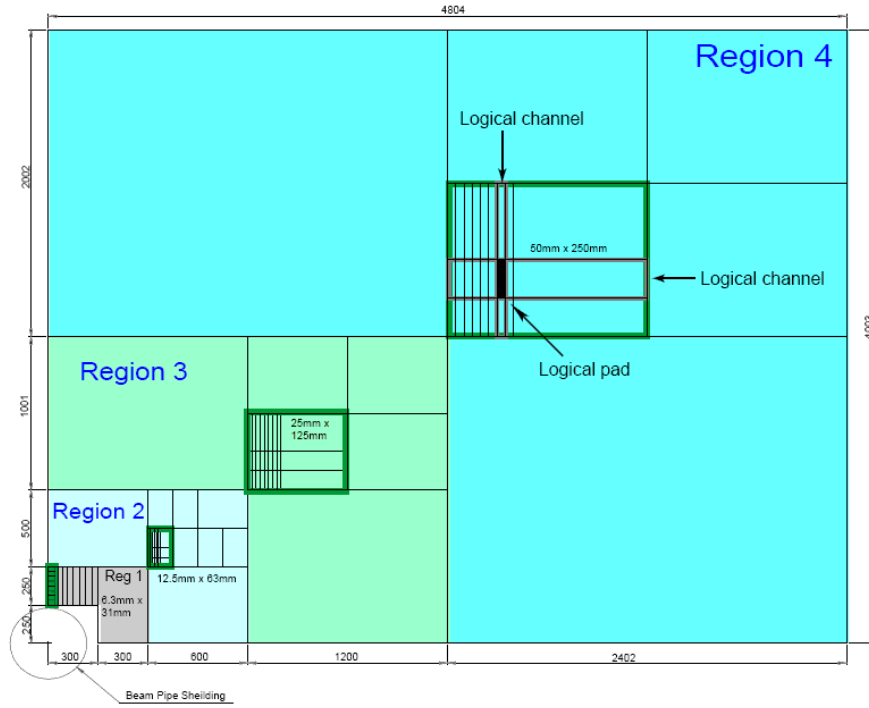 4804
Region 4
Logical channel
2002
50mm x 250mm
4003
Logical channel
Logical pad
Region 3
1001
25mm x
125mm
Region 2
500
Reg 1
12.5mm x 63mm
250
6.3mm x
31mm
250
300
300
600
1200
2402
Beam Pipe Sheilding